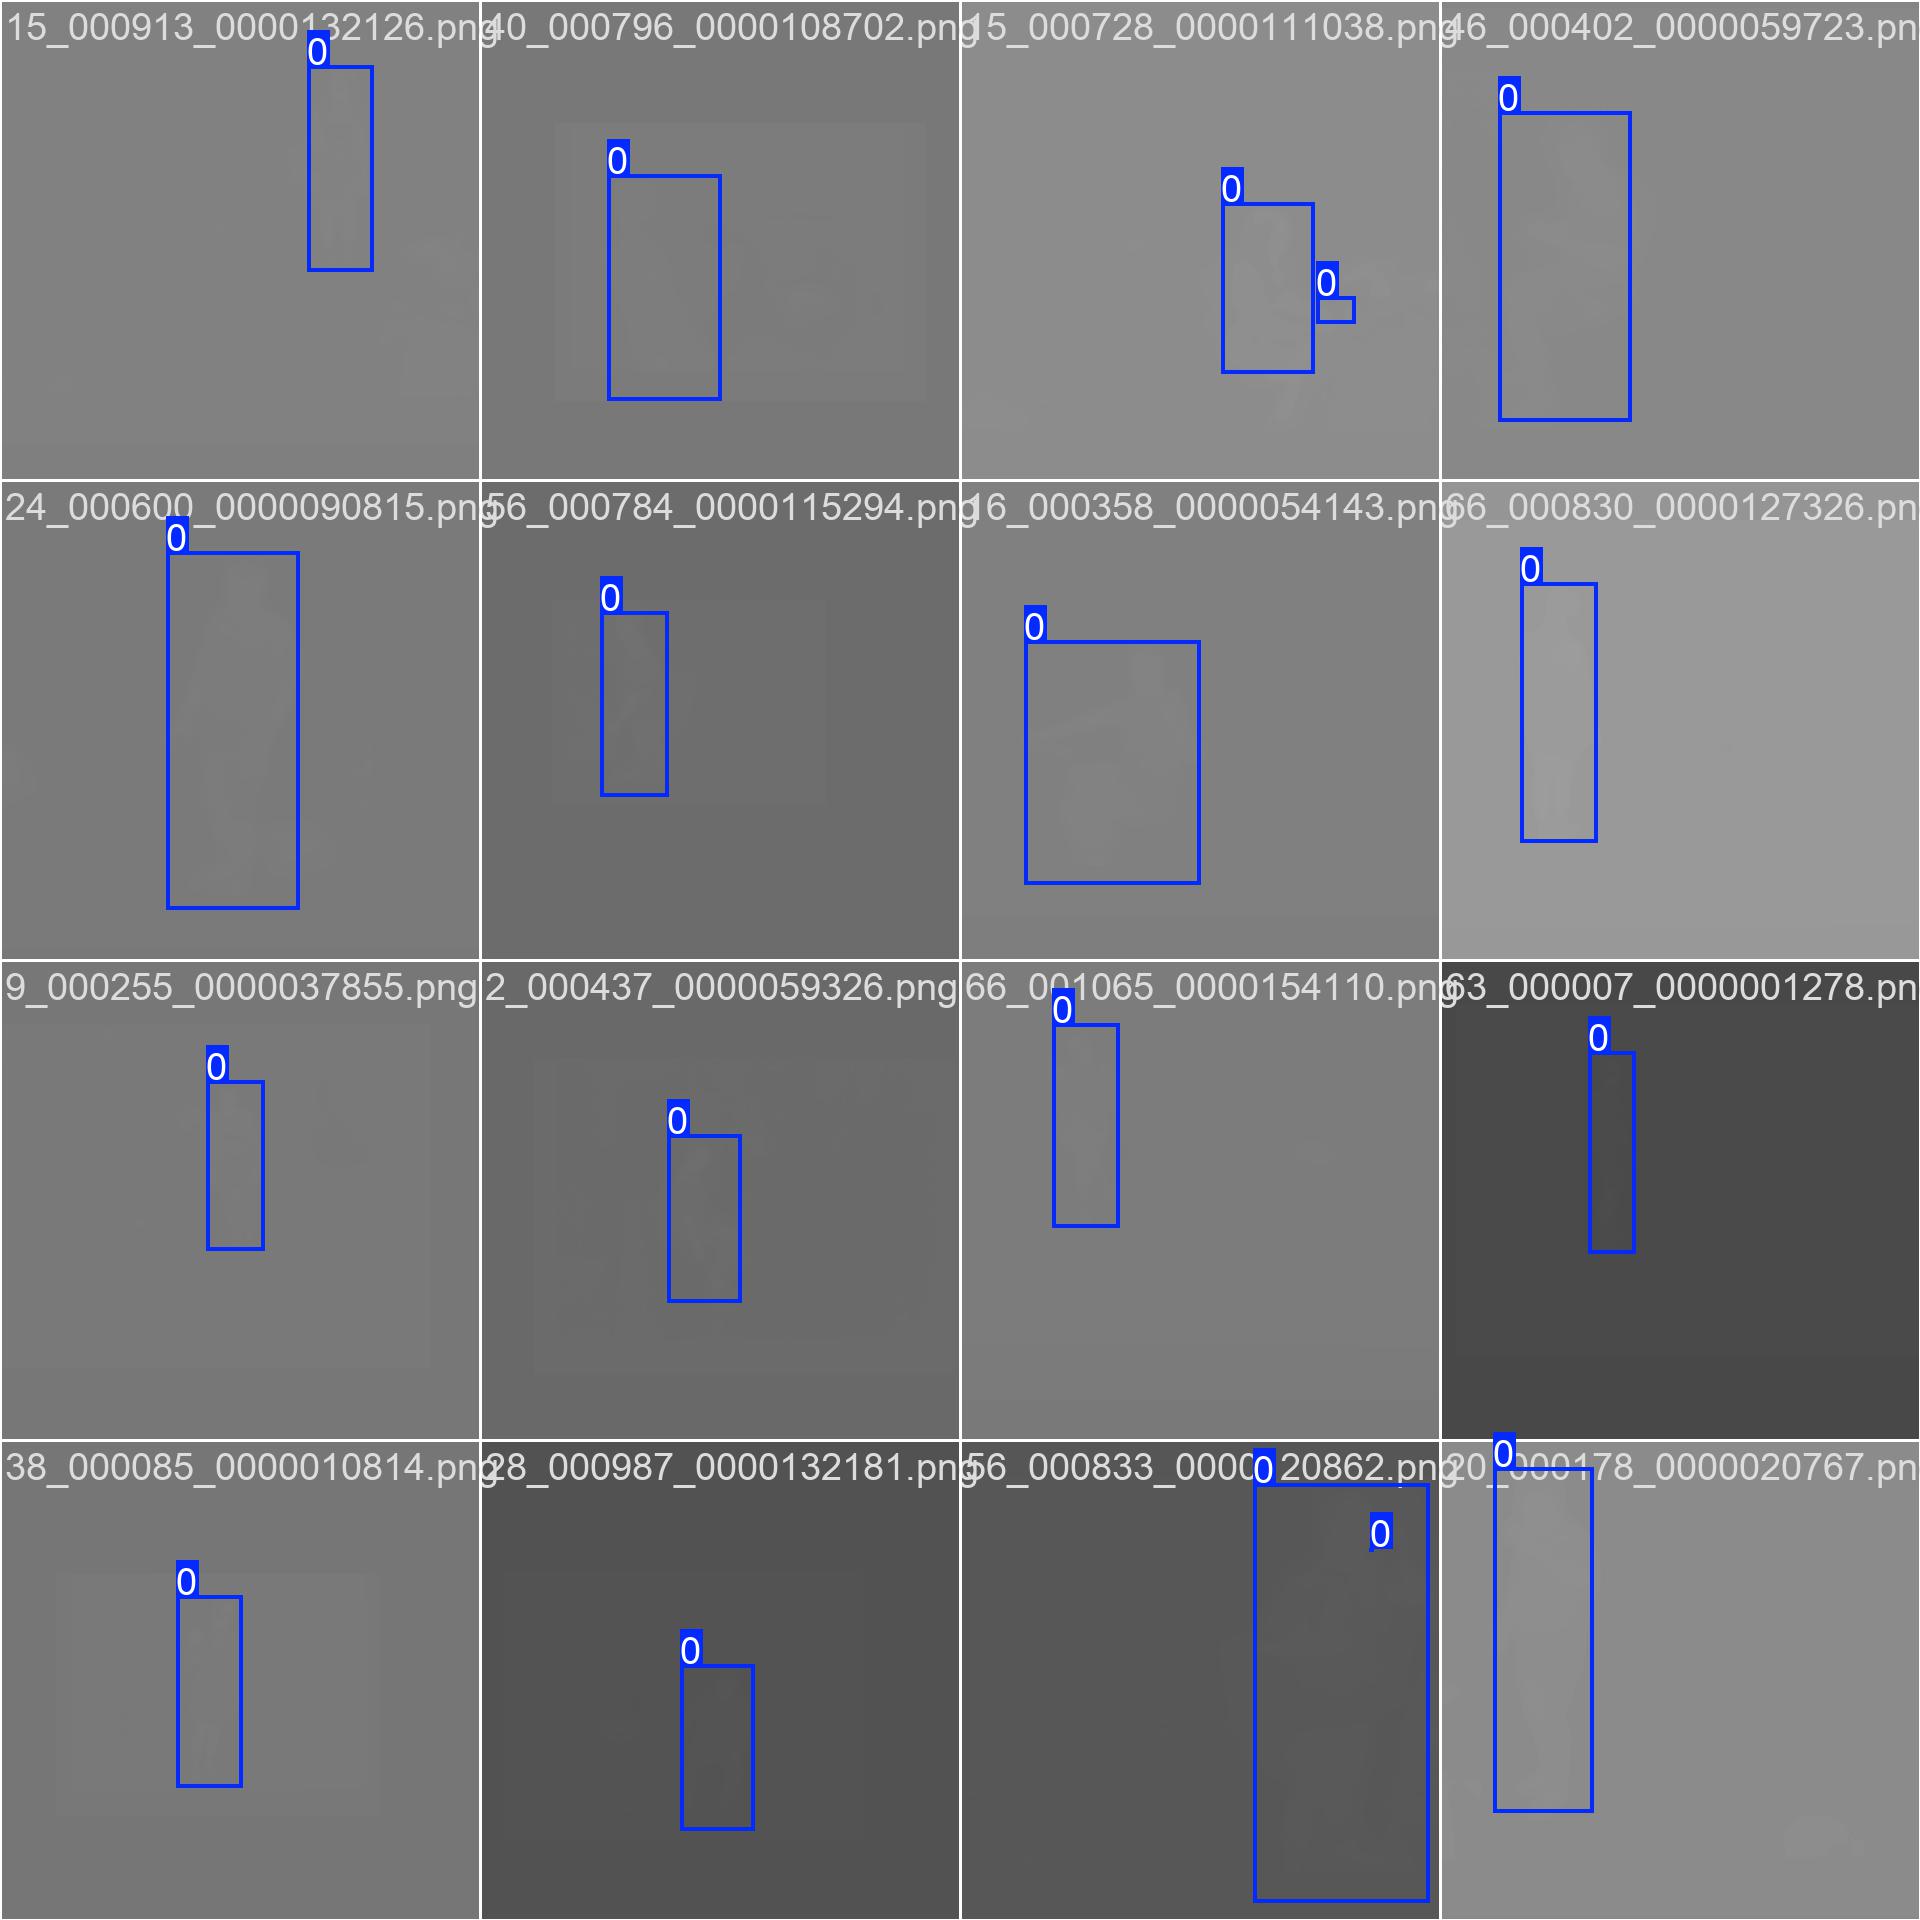 15_000913_0000132126.png
0
40_000796_0000108702.png
0
15_000728_0000111038.png
0
0
46_000402_0000059723.pn
0
24_000600_0000090815.png
0
56_000784_0000115294.png
0
16_000358_0000054143.png
0
66_000830_0000127326.pn
0
9_000255_0000037855.png
0
2_000437_0000059326.png
0
66_001065_0000154110.png
0
63_000007_0000001278.pn
0
38_000085_0000010814.png
0
28_000987_0000132181.png
0
56_000833_0000 20862.png
0
0
20_000178_0000020767.pn
0